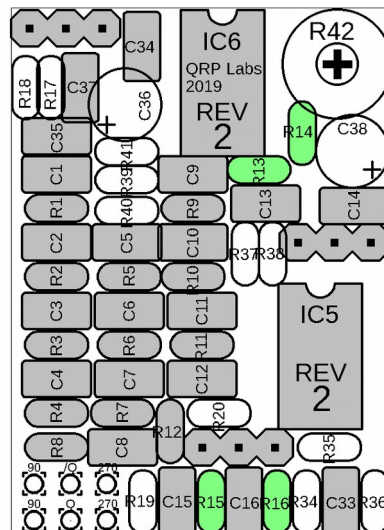 C34 IC6 R42
QRP Labs
2019
REV
2
R18 R17 C37 C36 R14 C38
C35 R41
C1 R39 C9 R13
R1 R40 R9 C13 C14
C2 C5 C10 R37 R38
R2 R5 R10
C3 C6 C11 IC5
R3 R6 R11
C4 C7 C12 REV
2
R4 R7 R12 R20
R8 C8 R35
90 /O 270
R19 C15 R15 C16 R16 R34 C33 R36
90 O 270